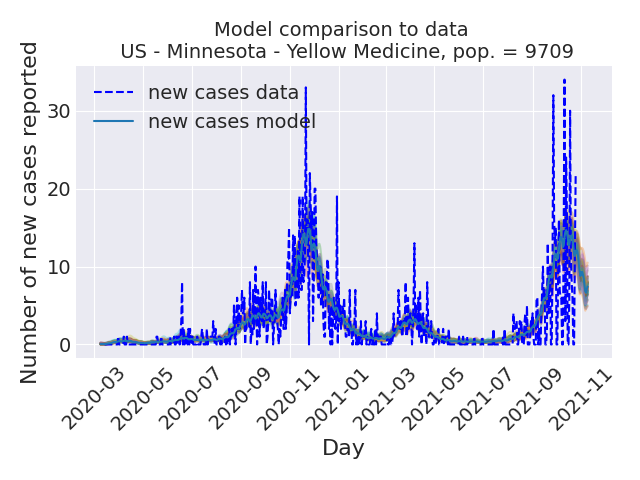 Model comparison to data
US - Minnesota - Yellow Medicine, pop. = 9709
Number of new cases reported
30
20
10
0
new cases data
new cases model
2020-03
2020-05
2020-07
2020-09
2020-11
2021-01
2021-03
2021-05
2021-07
2021-09
2021-11
Day